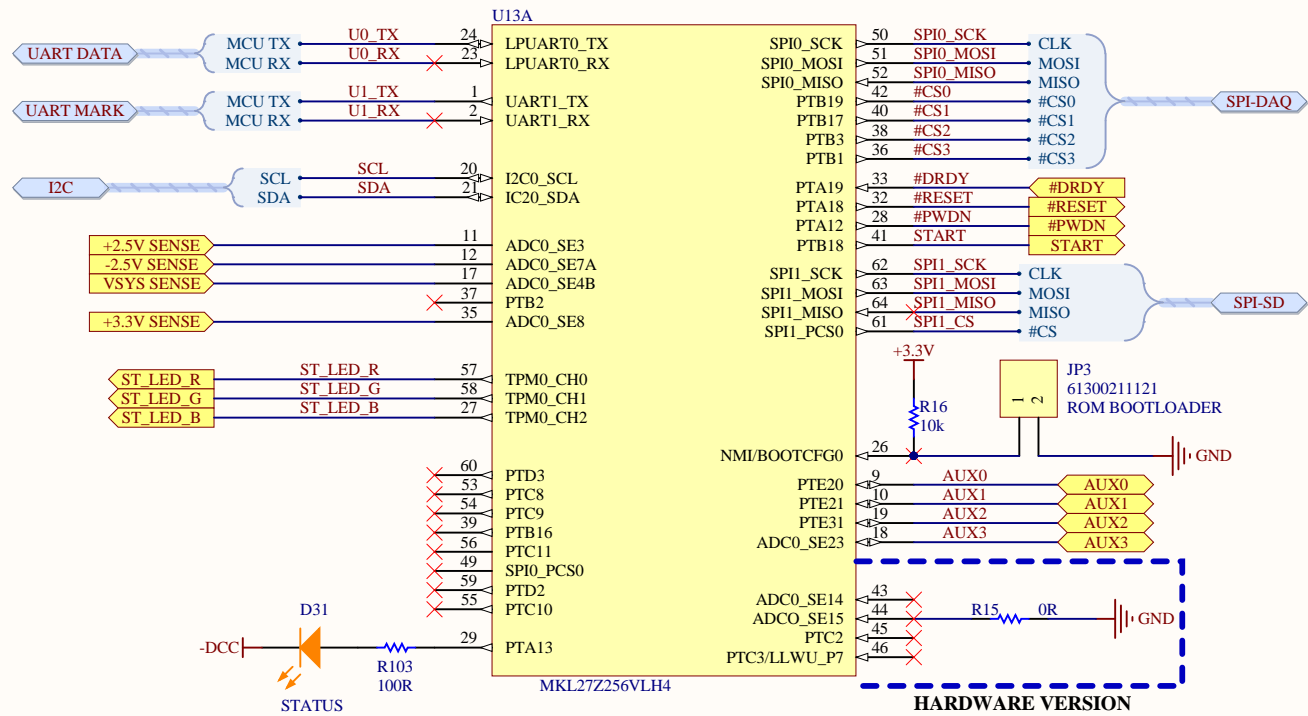 U13A
UART DATA
MCU TX
U0_TX
24
LPUART0_TX
MCU RX
U0_RX
23
LPUART0_RX
UART MARK
MCU TX
U1_TX
1
UART1_TX
MCU RX
U1_RX
2
UART1_RX
I2C
SCL
SCL
20
I2C0_SCL
SDA
SDA
21
IC20_SDA
+2.5V SENSE
11
ADC0_SE3
-2.5V SENSE
12
ADC0_SE7A
VSYS SENSE
17
ADC0_SE4B
37
PTB2
+3.3V SENSE
35
ADC0_SE8
ST_LED_R
ST_LED_R
57
TPM0_CH0
ST_LED_G
ST_LED_G
58
TPM0_CH1
ST_LED_B
ST_LED_B
27
TPM0_CH2
60
PTD3
53
PTC8
54
PTC9
39
PTB16
56
PTC11
49
SPI0_PCS0
59
PTD2
55
PTC10
D31
-DCC
STATUS
R103
100R
29
PTA13
MKL27Z256VLH4
SPI0_SCK
50
SPI0_SCK
CLK
SPI0_MOSI
51
SPI0_MOSI
MOSI
SPI0_MISO
52
SPI0_MISO
MISO
PTB19
42
#CS0
#CS0
PTB17
40
#CS1
#CS1
PTB3
38
#CS2
#CS2
PTB1
36
#CS3
#CS3
SPI-DAQ
PTA19
33
#DRDY
#DRDY
PTA18
32
#RESET
#RESET
PTA12
28
#PWDN
#PWDN
PTB18
41
START
START
SPI1_SCK
62
SPI1_SCK
CLK
SPI1_MOSI
63
SPI1_MOSI
MOSI
SPI1_MISO
64
SPI1_MISO
MISO
SPI1_PCS0
61
SPI1_CS
#CS
SPI-SD
+3.3V
R16
10k
JP3
61300211121
ROM BOOTLOADER
1
2
NMI/BOOTCFG0
26
GND
PTE20
9
AUX0
AUX0
PTE21
10
AUX1
AUX1
PTE31
19
AUX2
AUX2
ADC0_SE23
18
AUX3
AUX3
ADC0_SE14
43
ADCO_SE15
44
R15
0R
GND
PTC2
45
PTC3/LLWU_P7
46
HARDWARE VERSION